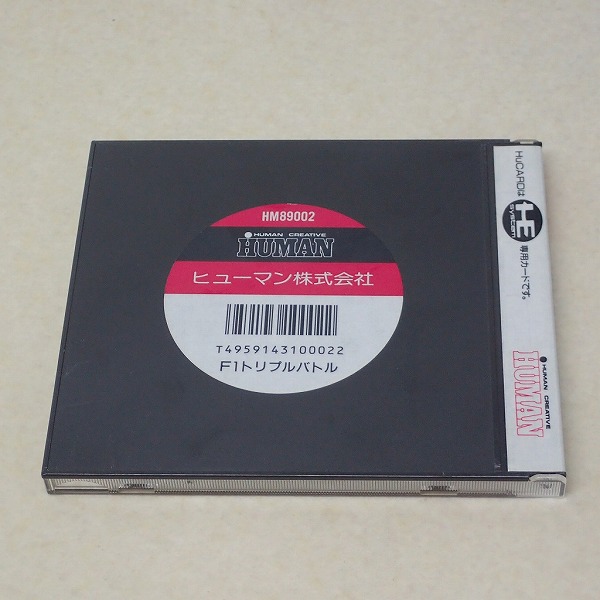 HM89002
HUMAN CREATIVE
HUMAN
ヒューマン株式会社
T4959143100022
F1トリプルバトル
HuCARDは
HE
SYSTEM
専用カードです。
HUMAN CREATIVE
HUMAN